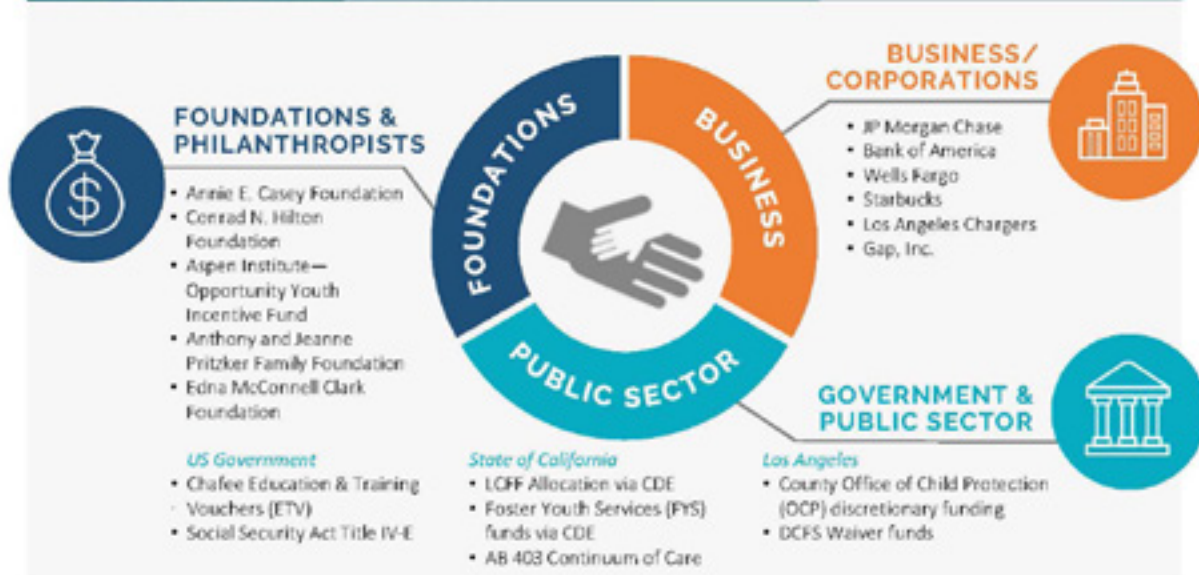 FOUNDATIONS &
PHILANTHROPISTS
• Annie E. Casey Foundation
• Conrad N. Hilton
Foundation
• Aspen Institute—
Opportunity Youth
Incentive Fund
• Anthony and Jeanne
Pritzker Family Foundation
• Edna McConnell Clark
Foundation
FOUNDATIONS
BUSINESS
PUBLIC SECTOR
BUSINESS/
CORPORATIONS
• JP Morgan Chase
• Bank of America
• Wells Fargo
• Starbucks
• Los Angeles Chargers
• Gap, Inc.
GOVERNMENT &
PUBLIC SECTOR
US Government
• Chafee Education & Training
· Vouchers (ETV)
• Social Security Act Title IV-E
State of California
• LCFF Allocation via CDE
• Foster Youth Services (FYS)
funds via CDE
• AB 403 Continuum of Care
Los Angeles
• County Office of Child Protection
(OCP) discretionary funding
• DCFS Waiver funds
$